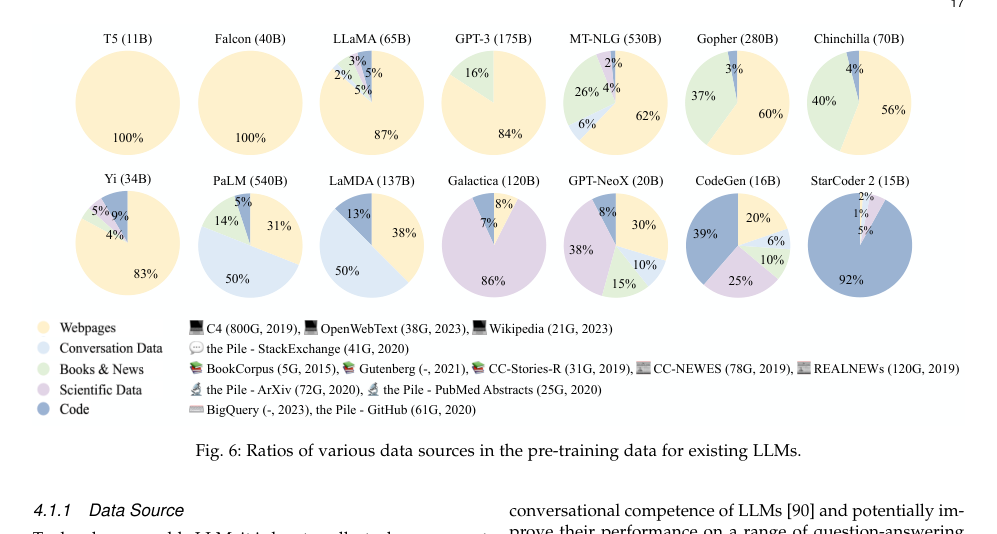 17
T5 (11B) Falcon (40B) LLaMA (65B) GPT-3 (175B) MT-NLG (530B) Gopher (280B) Chinchilla (70B)
100% 100% 3% 2% 5% 5% 87% 16% 84% 2% 4% 26% 6% 62% 3% 37% 60% 4% 40% 56%
Yi (34B) PaLM (540B) LaMDA (137B) Galactica (120B) GPT-NeoX (20B) CodeGen (16B) StarCoder 2 (15B)
5% 9% 4% 83% 5% 14% 31% 50% 13% 38% 50% 8% 7% 86% 8% 30% 38% 10% 15% 20% 39% 6% 10% 25% 2% 1% 5% 92%
Webpages C4 (800G, 2019), OpenWebText (38G, 2023), Wikipedia (21G, 2023)
Conversation Data the Pile - StackExchange (41G, 2020)
Books & News BookCorpus (5G, 2015), Gutenberg (-, 2021), CC-Stories-R (31G, 2019), CC-NEWES (78G, 2019), REALNEWs (120G, 2019)
Scientific Data the Pile - ArXiv (72G, 2020), the Pile - PubMed Abstracts (25G, 2020)
Code BigQuery (-, 2023), the Pile - GitHub (61G, 2020)
Fig. 6: Ratios of various data sources in the pre-training data for existing LLMs.
4.1.1 Data Source
conversational competence of LLMs [90] and potentially im-
prove their performance on a range of question-answering